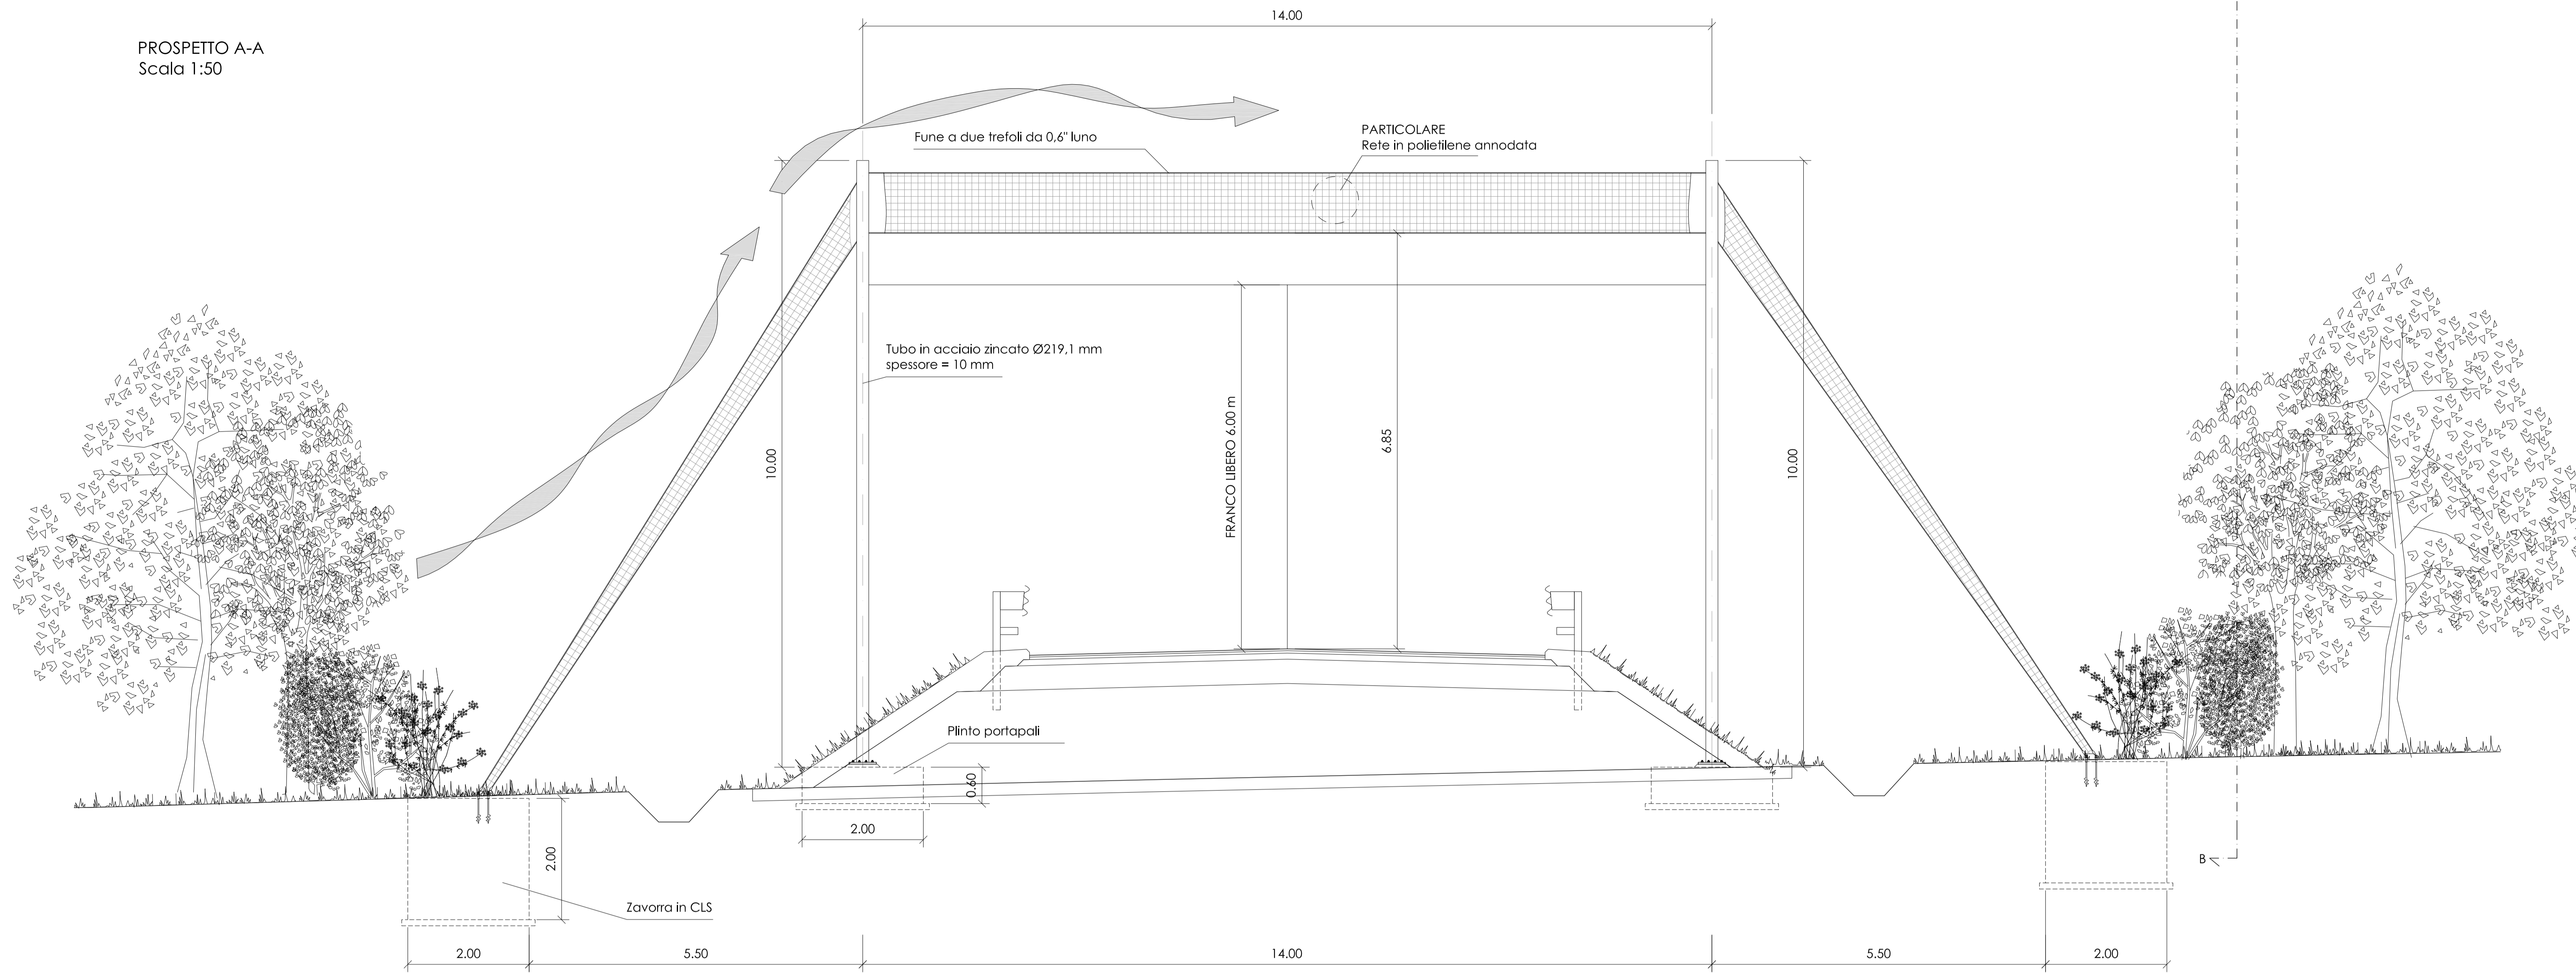 14.00
PROSPETTO A-A
Scala 1:50
PARTICOLARE
Rete in polietilene annodata
Fune a due trefoli da 0,6" luno
Tubo in acciaio zincato Ø219,1 mm
spessore = 10 mm
10.00
FRANCO LIBERO 6.00 m
6.85
10.00
Plinto portapali
0.60
2.00
2.00
B
Zavorra in CLS
2.00
5.50
14.00
5.50
2.00